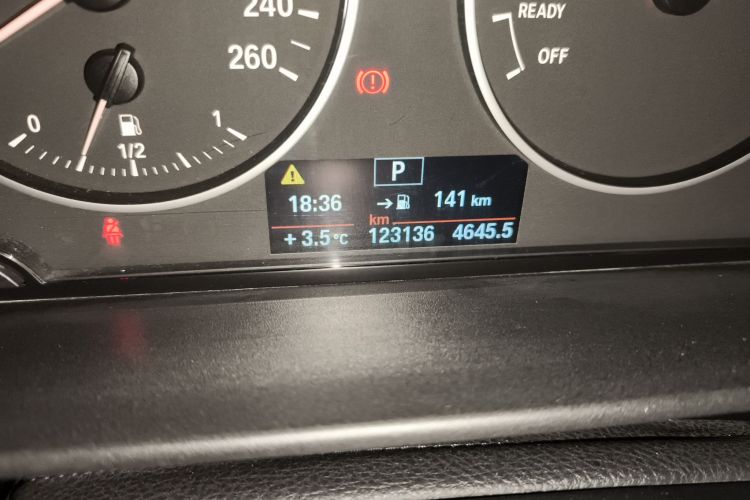 240
260
0
1/2
1
READY
OFF
P
18:36 → 141 km
km
+ 3.5°C 123136 4645.5